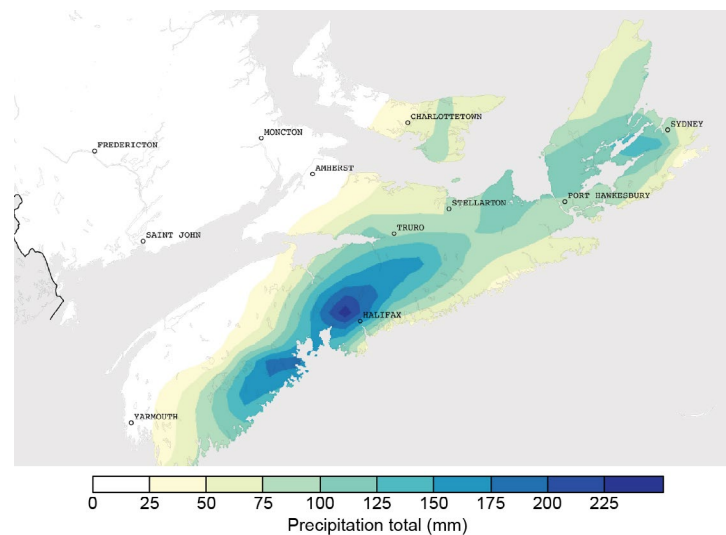 CHARLOTTETOWN
SYDNEY
MONCTON
FREDERICTON
AMHERST
PORT HAWKESBURY
STELLARTON
TRURO
SAINT JOHN
HALIFAX
YARMOUTH
0 25 50 75 100 125 150 175 200 225
Precipitation total (mm)